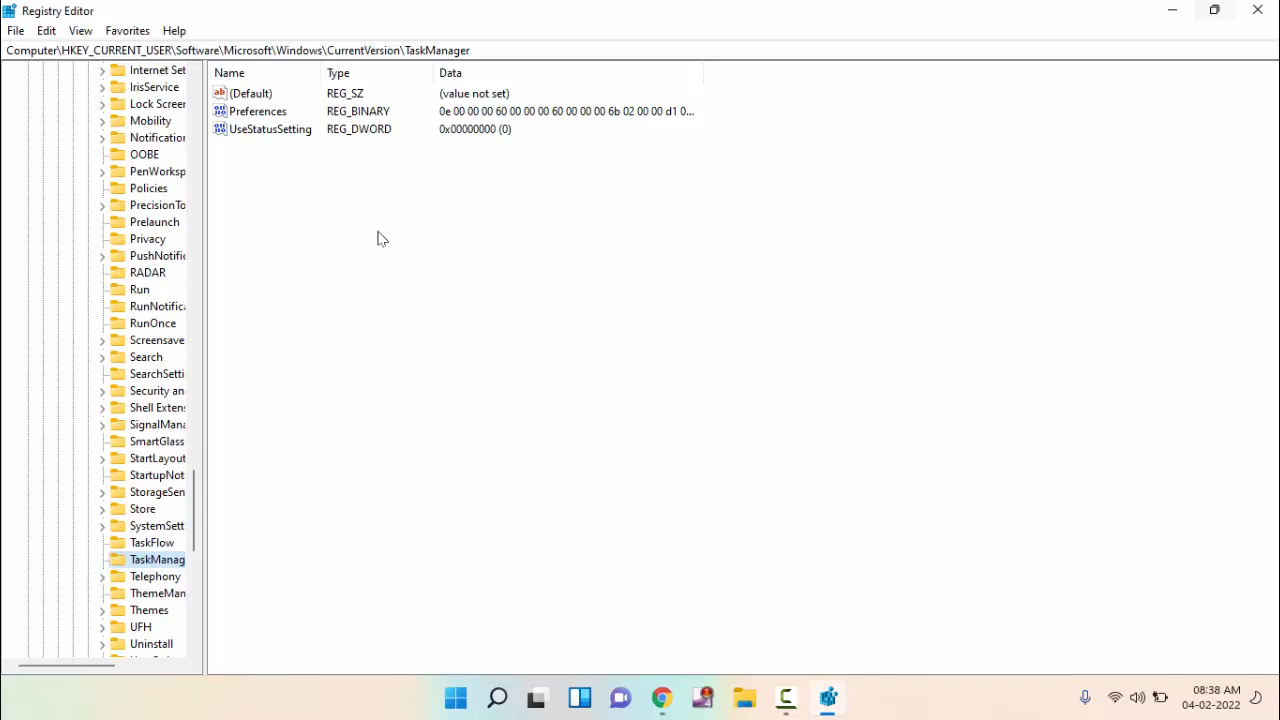 Registry Editor
File Edit View Favorites Help
Computer\HKEY_CURRENT_USER\Software\Microsoft\Windows\CurrentVersion\TaskManager
Name Type Data
(Default) REG_SZ (value not set)
Preferences REG_BINARY 0e 00 00 00 60 00 00 00 60 00 00 00 6b 02 00 00 d1 0...
UseStatusSetting REG_DWORD 0x00000000 (0)
Internet Set
IrisService
Lock Screen
Mobility
Notification
OOBE
PenWorksp
Policies
PrecisionTo
Prelaunch
Privacy
PushNotific
RADAR
Run
RunNotifica
RunOnce
Screensave
Search
SearchSetti
Security an
Shell Extens
SignalMana
SmartGlass
StartLayout
StartupNot
StorageSen
Store
SystemSett
TaskFlow
TaskManag
Telephony
ThemeMan
Themes
UFH
Uninstall
08:38 AM
04-02-2022